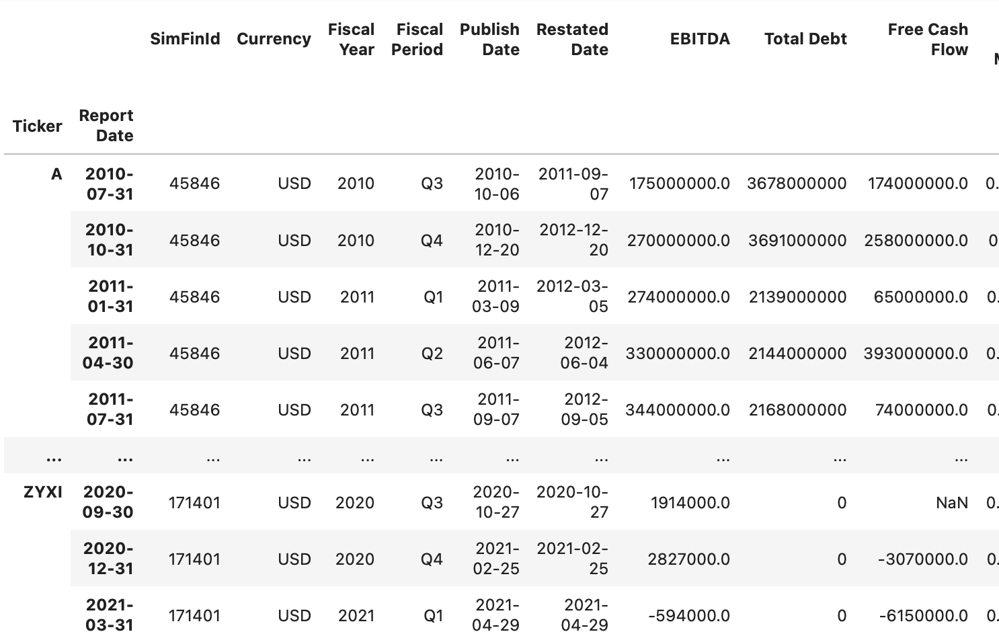 SimFinId Currency Fiscal Year Fiscal Period Publish Date Restated Date EBITDA Total Debt Free Cash Flow
Ticker Report Date
A 2010-07-31 45846 USD 2010 Q3 2010-10-06 2011-09-07 175000000.0 3678000000 174000000.0 0.
2010-10-31 45846 USD 2010 Q4 2010-12-20 2012-12-20 270000000.0 3691000000 258000000.0 0
2011-01-31 45846 USD 2011 Q1 2011-03-09 2012-03-05 274000000.0 2139000000 65000000.0 0.
2011-04-30 45846 USD 2011 Q2 2011-06-07 2012-06-04 330000000.0 2144000000 393000000.0 0.
2011-07-31 45846 USD 2011 Q3 2011-09-07 2012-09-05 344000000.0 2168000000 74000000.0 0.
... ... ... ... ... ... ... ... ... ... ...
ZYXI 2020-09-30 171401 USD 2020 Q3 2020-10-27 2020-10-27 1914000.0 0 NaN 0.
2020-12-31 171401 USD 2020 Q4 2021-02-25 2021-02-25 2827000.0 0 -3070000.0 0.
2021-03-31 171401 USD 2021 Q1 2021-04-29 2021-04-29 -594000.0 0 -6150000.0 0.